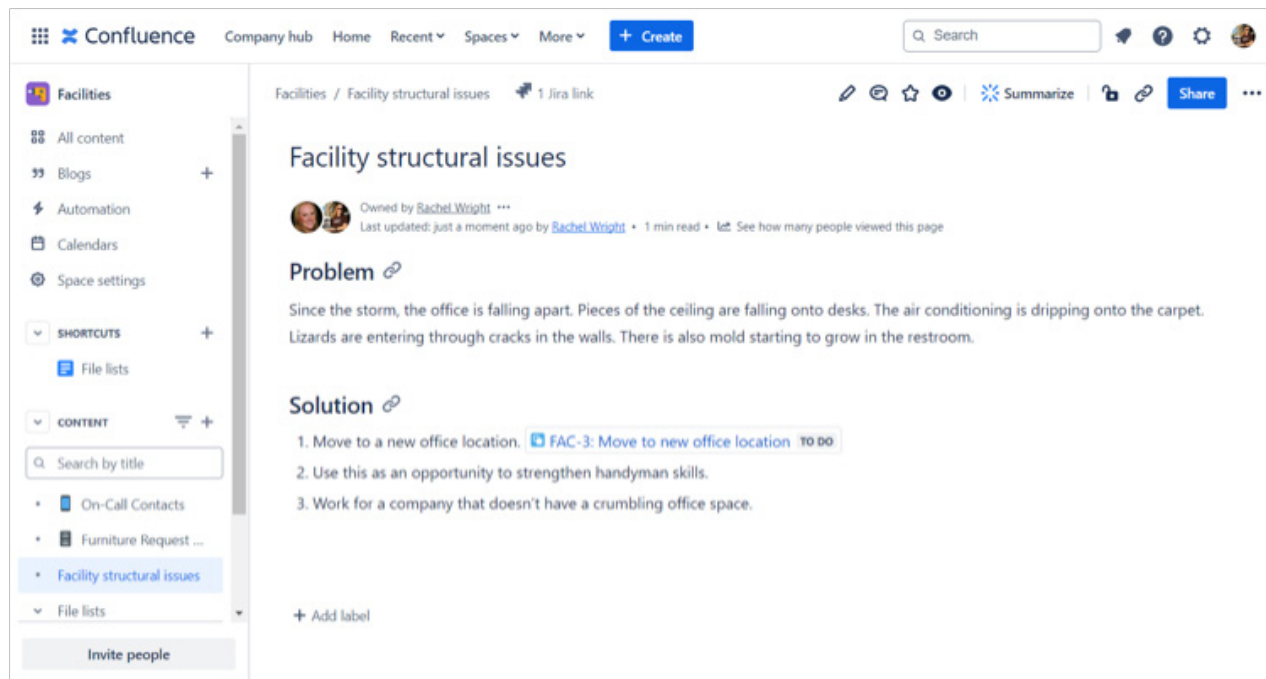 Confluence Company hub Home Recent Spaces More + Create Search
Facilities
All content
Blogs
Automation
Calendars
Space settings
SHORTCUTS
File lists
CONTENT
Search by title
On-Call Contacts
Furniture Request ...
Facility structural issues
File lists
Invite people
Facilities / Facility structural issues 1 Jira link Summarize Share
Facility structural issues
Owned by Rachel Wright
Last updated: just a moment ago by Rachel Wright • 1 min read • See how many people viewed this page
Problem
Since the storm, the office is falling apart. Pieces of the ceiling are falling onto desks. The air conditioning is dripping onto the carpet.
Lizards are entering through cracks in the walls. There is also mold starting to grow in the restroom.
Solution
1. Move to a new office location. FAC-3: Move to new office location TO DO
2. Use this as an opportunity to strengthen handyman skills.
3. Work for a company that doesn't have a crumbling office space.
+ Add label